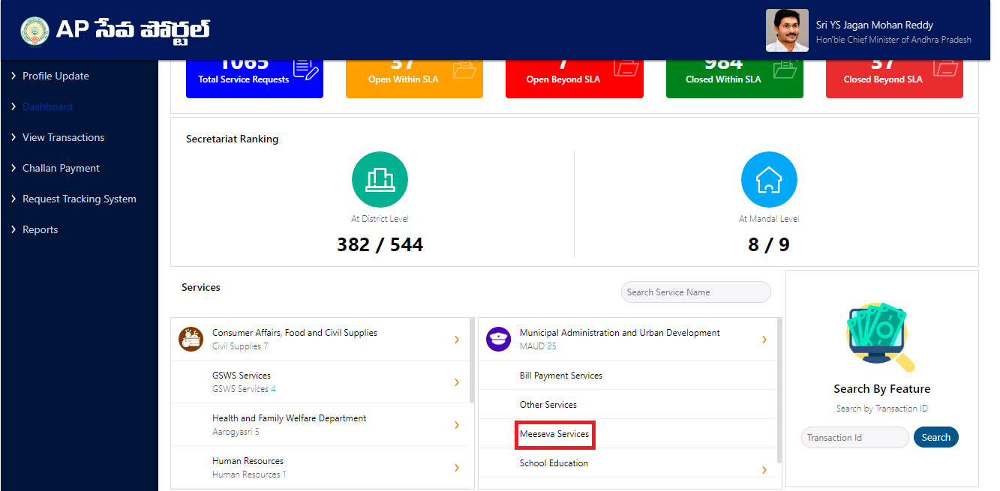 AP సేవ పోర్టల్
Sri YS Jagan Mohan Reddy
Hon'ble Chief Minister of Andhra Pradesh
Profile Update
Dashboard
View Transactions
Challan Payment
Request Tracking System
Reports
1065
Total Service Requests
37
Open Within SLA
7
Open Beyond SLA
984
Closed Within SLA
37
Closed Beyond SLA
Secretariat Ranking
At District Level
382 / 544
At Mandal Level
8 / 9
Services
Search Service Name
Consumer Affairs, Food and Civil Supplies
Civil Supplies 7
GSWS Services
GSWS Services 4
Health and Family Welfare Department
Aarogyasri 5
Human Resources
Human Resources 1
Municipal Administration and Urban Development
MAUD 25
Bill Payment Services
Other Services
Meeseva Services
School Education
Search By Feature
Search by Transaction ID
Transaction Id
Search